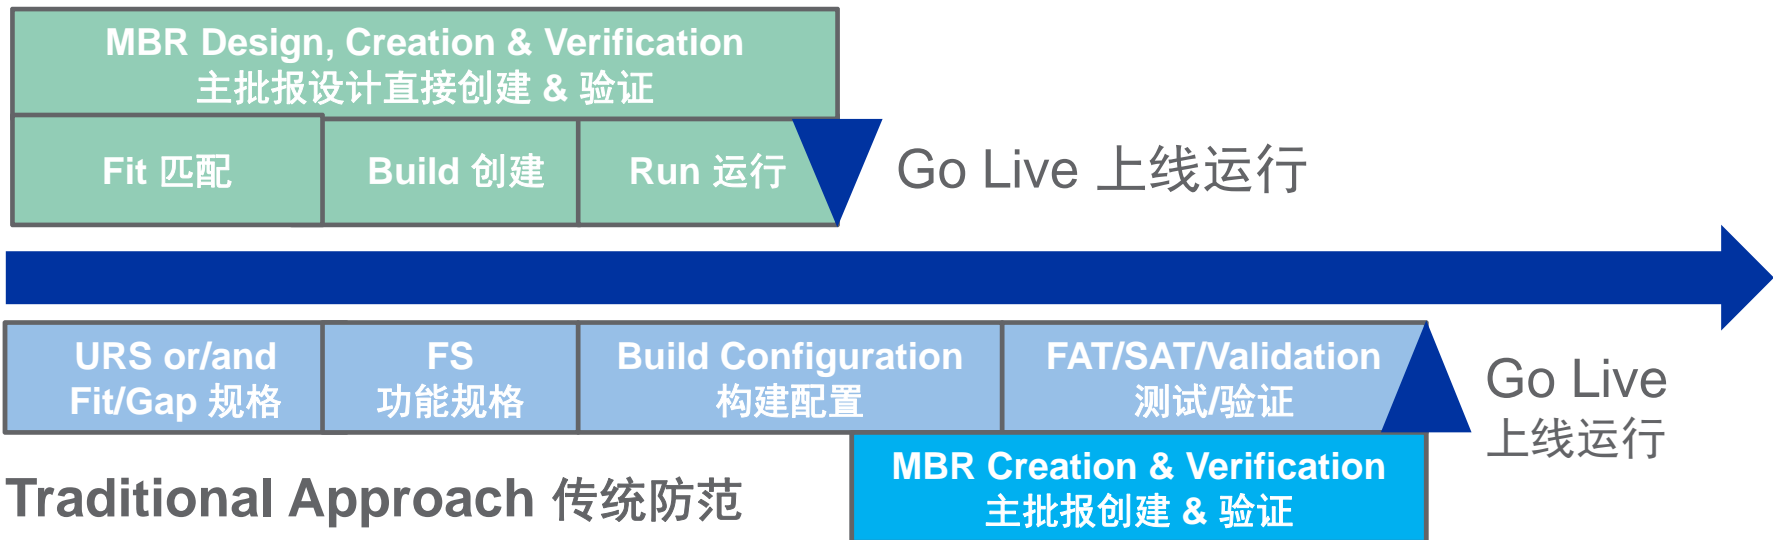 MBR Design, Creation & Verification
主批报设计直接创建 & 验证
Fit 匹配
Build 创建
Run 运行
Go Live 上线运行
URS or/and
Fit/Gap 规格
FS
功能规格
Build Configuration
构建配置
FAT/SAT/Validation
测试/验证
Go Live
上线运行
MBR Creation & Verification
主批报创建 & 验证
Traditional Approach 传统防范